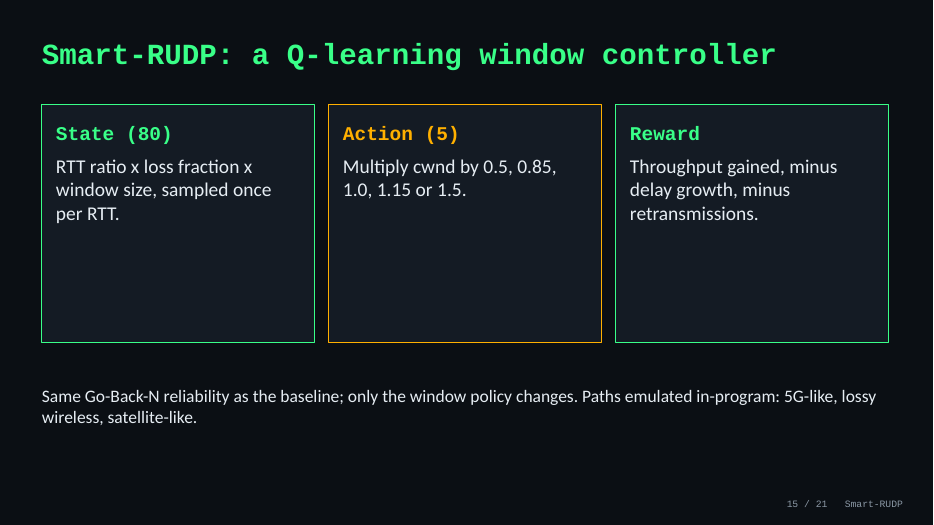 Smart-RUDP: a Q-learning window controller
State (80)
RTT ratio x loss fraction x
window size, sampled once
per RTT.
Action (5)
Multiply cwnd by 0.5, 0.85,
1.0, 1.15 or 1.5.
Reward
Throughput gained, minus
delay growth, minus
retransmissions.
Same Go-Back-N reliability as the baseline; only the window policy changes. Paths emulated in-program: 5G-like, lossy
wireless, satellite-like.
15 / 21 Smart-RUDP